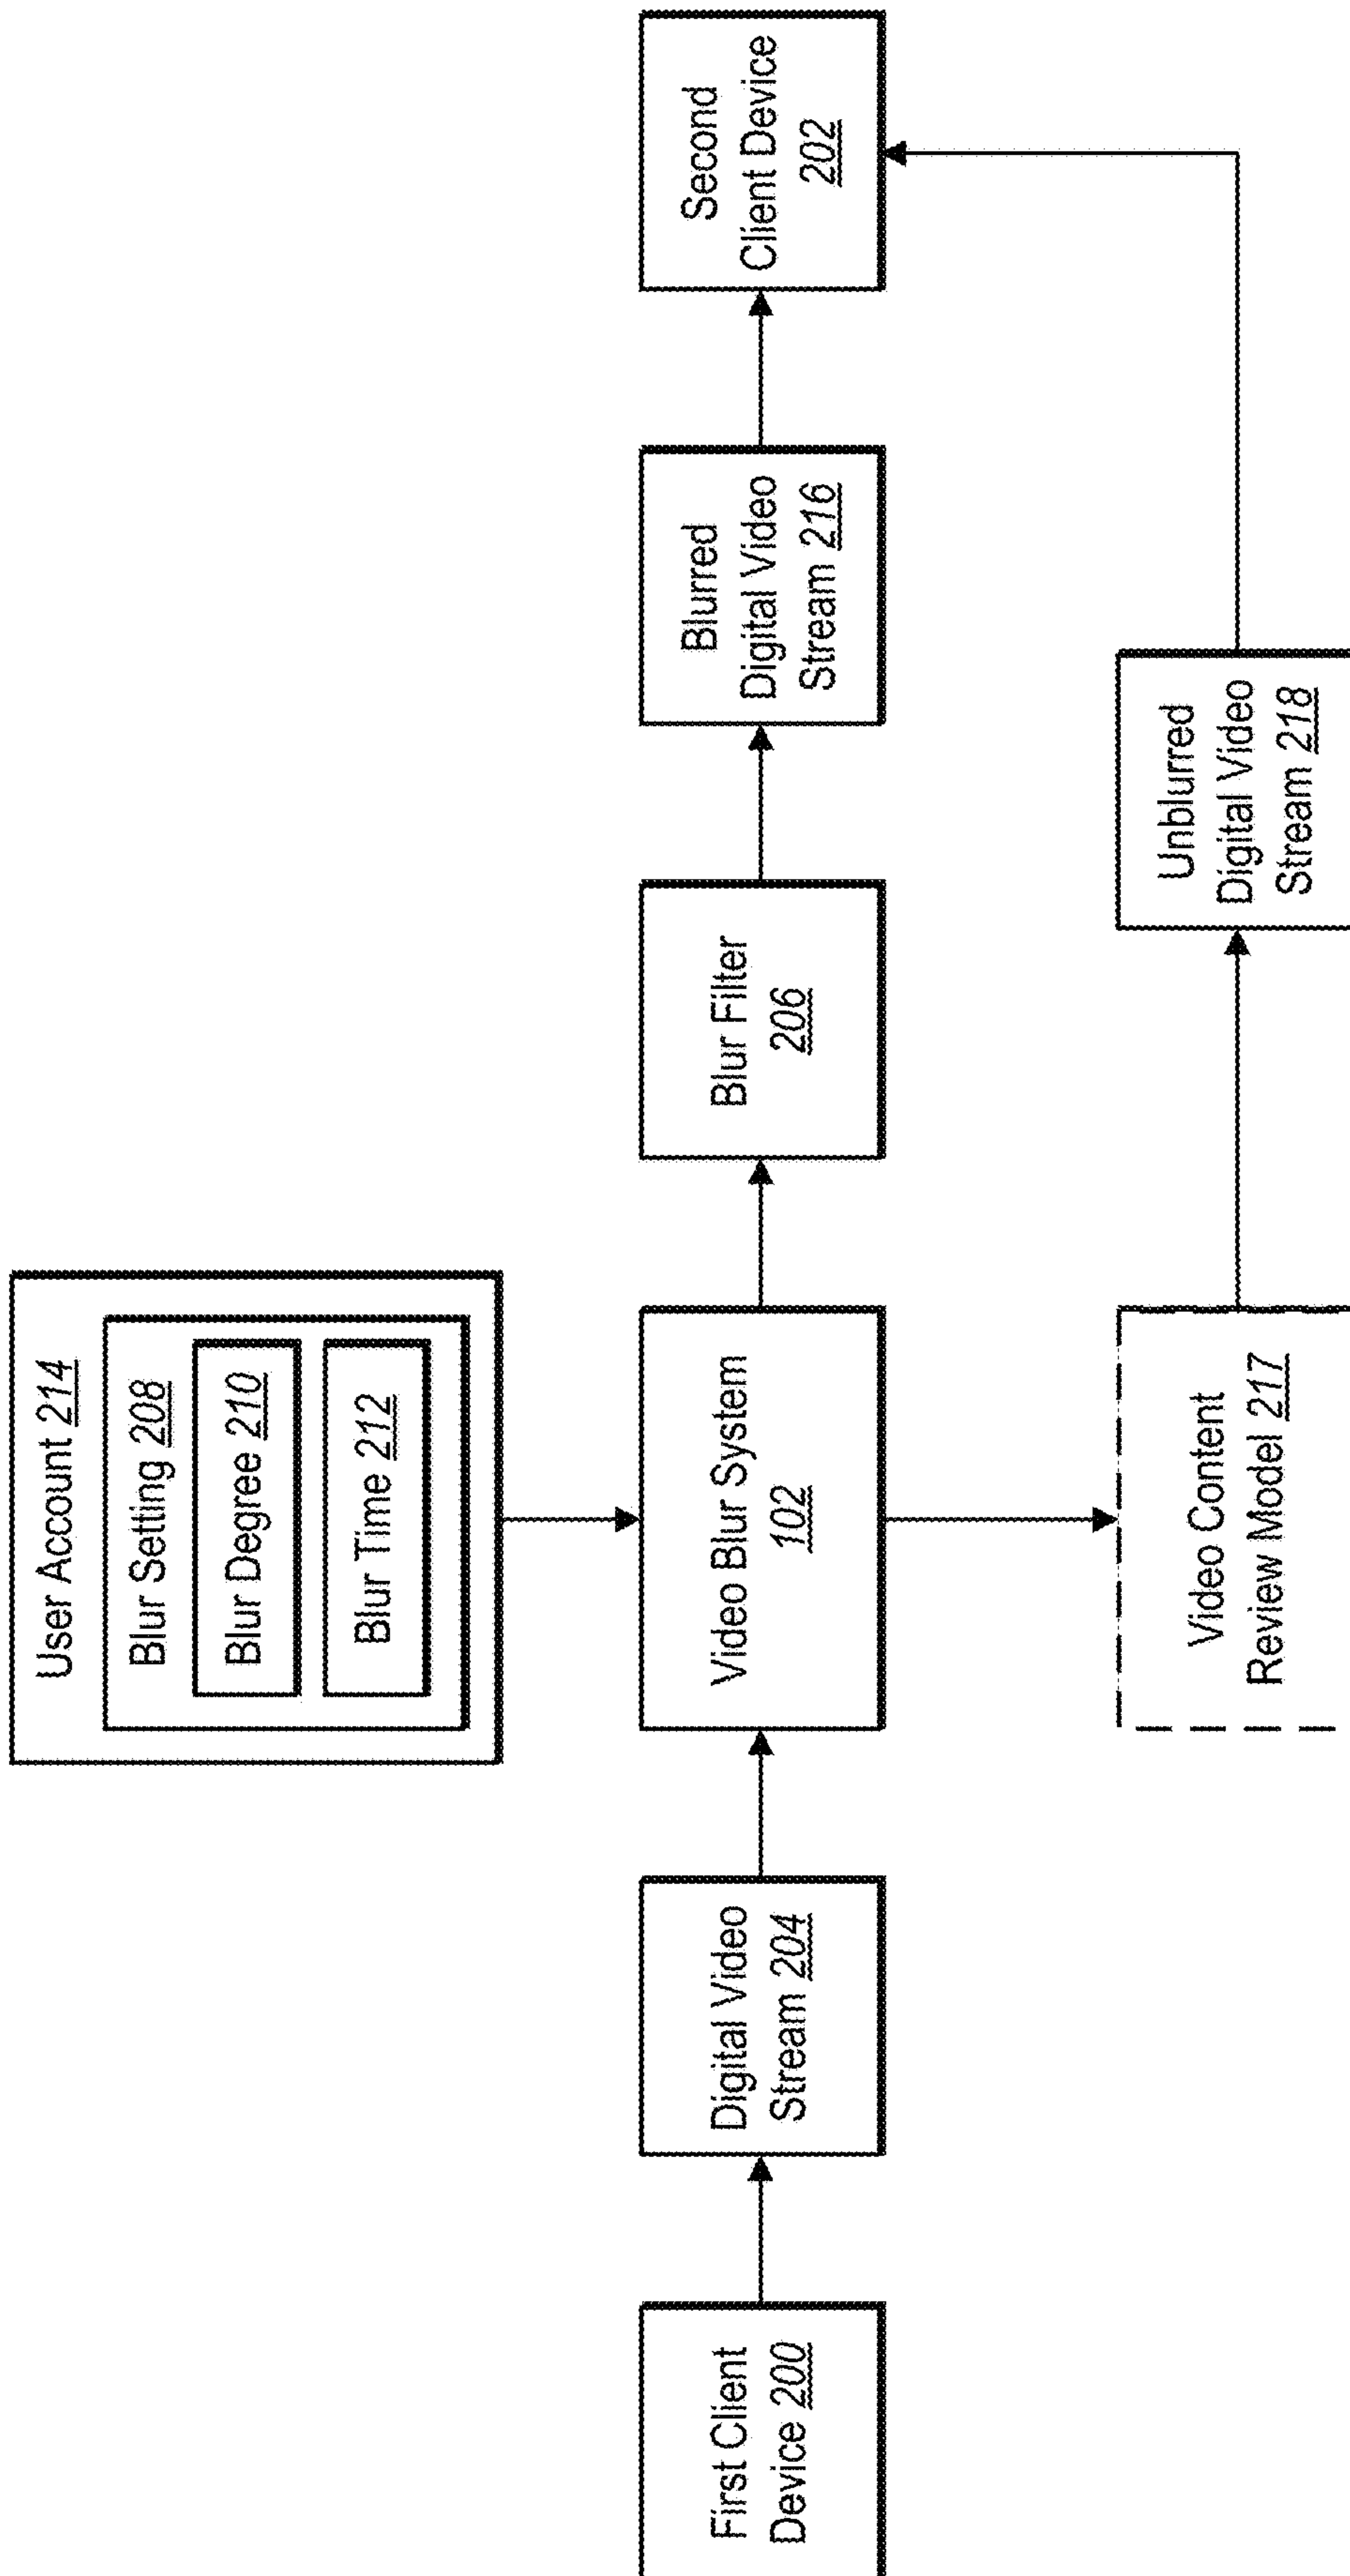 User Account 214
Blur Setting 208
Blur Degree 210
Blur Time 212
First Client
Device 200
Digital Video
Stream 204
Video Blur System
102
Blur Filter
206
Blurred
Digital Video
Stream 216
Second
Client Device
202
Video Content
Review Model 217
Unblurred
Digital Video
Stream 218